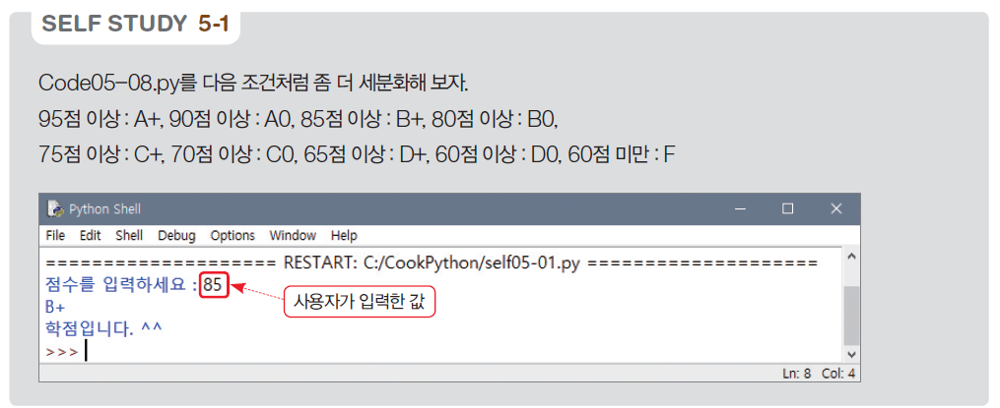 SELF STUDY 5-1
Code05-08.py를 다음 조건처럼 좀 더 세분화해 보자.
95점 이상 : A+, 90점 이상 : A0, 85점 이상 : B+, 80점 이상 : B0,
75점 이상 : C+, 70점 이상 : C0, 65점 이상 : D+, 60점 이상 : D0, 60점 미만 : F
Python Shell
File Edit Shell Debug Options Window Help
==================== RESTART: C:/CookPython/self05-01.py ====================
점수를 입력하세요 : 85
사용자가 입력한 값
B+
학점입니다. ^^
>>>
Ln: 8 Col: 4